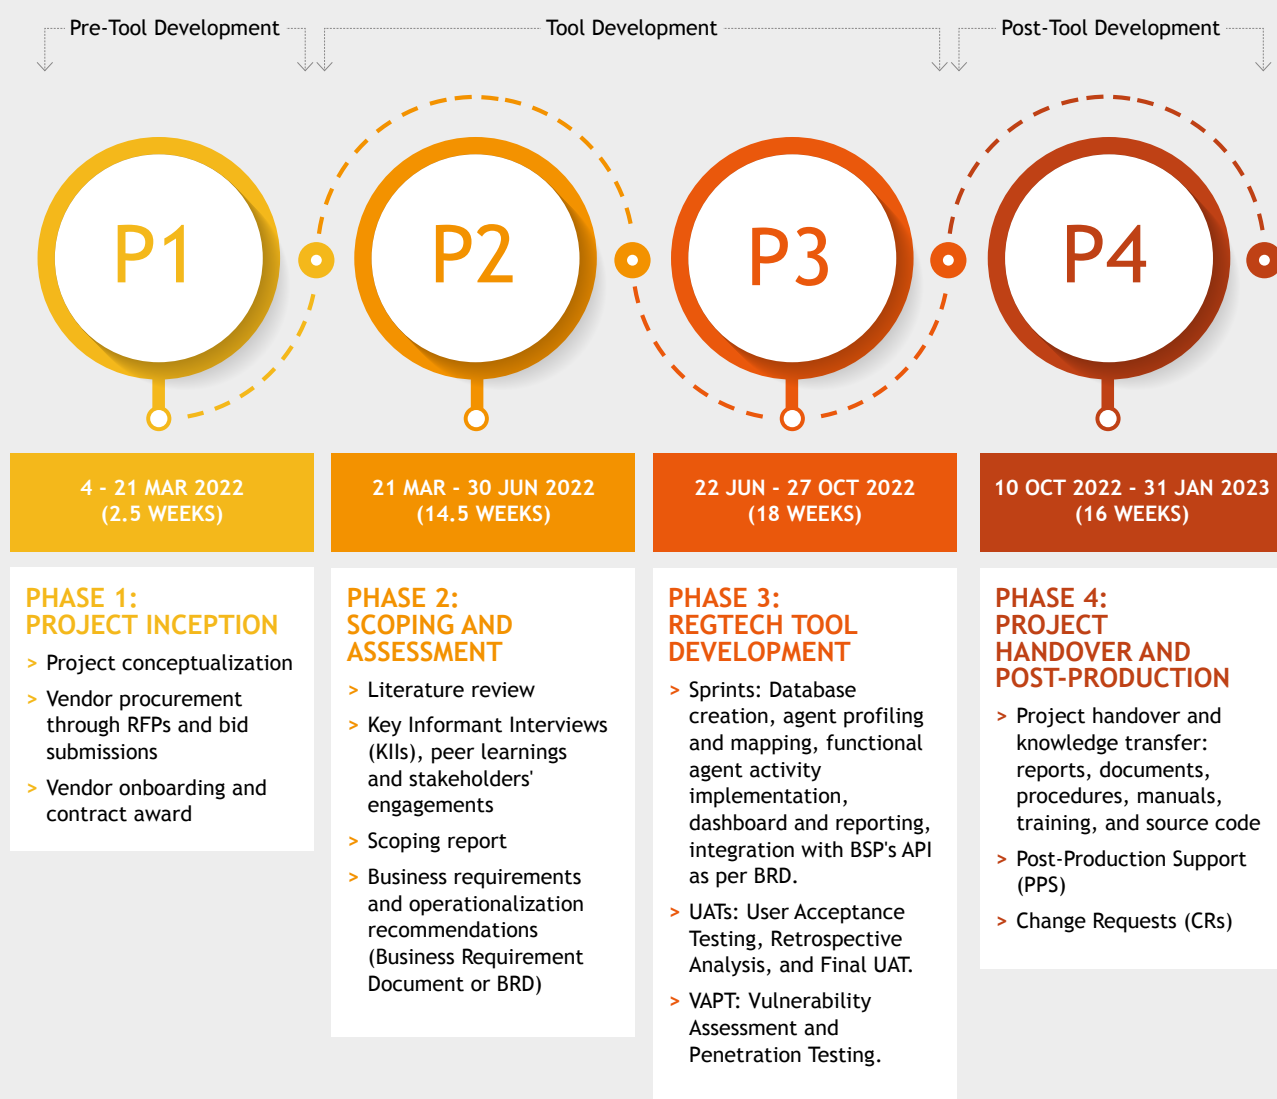 Pre-Tool Development
Tool Development
Post-Tool Development
P1
P2
P3
P4
4 - 21 MAR 2022
(2.5 WEEKS)
21 MAR - 30 JUN 2022
(14.5 WEEKS)
22 JUN - 27 OCT 2022
(18 WEEKS)
10 OCT 2022 - 31 JAN 2023
(16 WEEKS)
PHASE 1:
PROJECT INCEPTION
> Project conceptualization
> Vendor procurement
through RFPs and bid
submissions
> Vendor onboarding and
contract award
PHASE 2:
SCOPING AND
ASSESSMENT
> Literature review
> Key Informant Interviews
(KIIs), peer learnings
and stakeholders'
engagements
> Scoping report
> Business requirements
and operationalization
recommendations
(Business Requirement
Document or BRD)
PHASE 3:
REGTECH TOOL
DEVELOPMENT
> Sprints: Database
creation, agent profiling
and mapping, functional
agent activity
implementation,
dashboard and reporting,
integration with BSP's API
as per BRD.
> UATs: User Acceptance
Testing, Retrospective
Analysis, and Final UAT.
> VAPT: Vulnerability
Assessment and
Penetration Testing.
PHASE 4:
PROJECT
HANDOVER AND
POST-PRODUCTION
> Project handover and
knowledge transfer:
reports, documents,
procedures, manuals,
training, and source code
> Post-Production Support
(PPS)
> Change Requests (CRs)